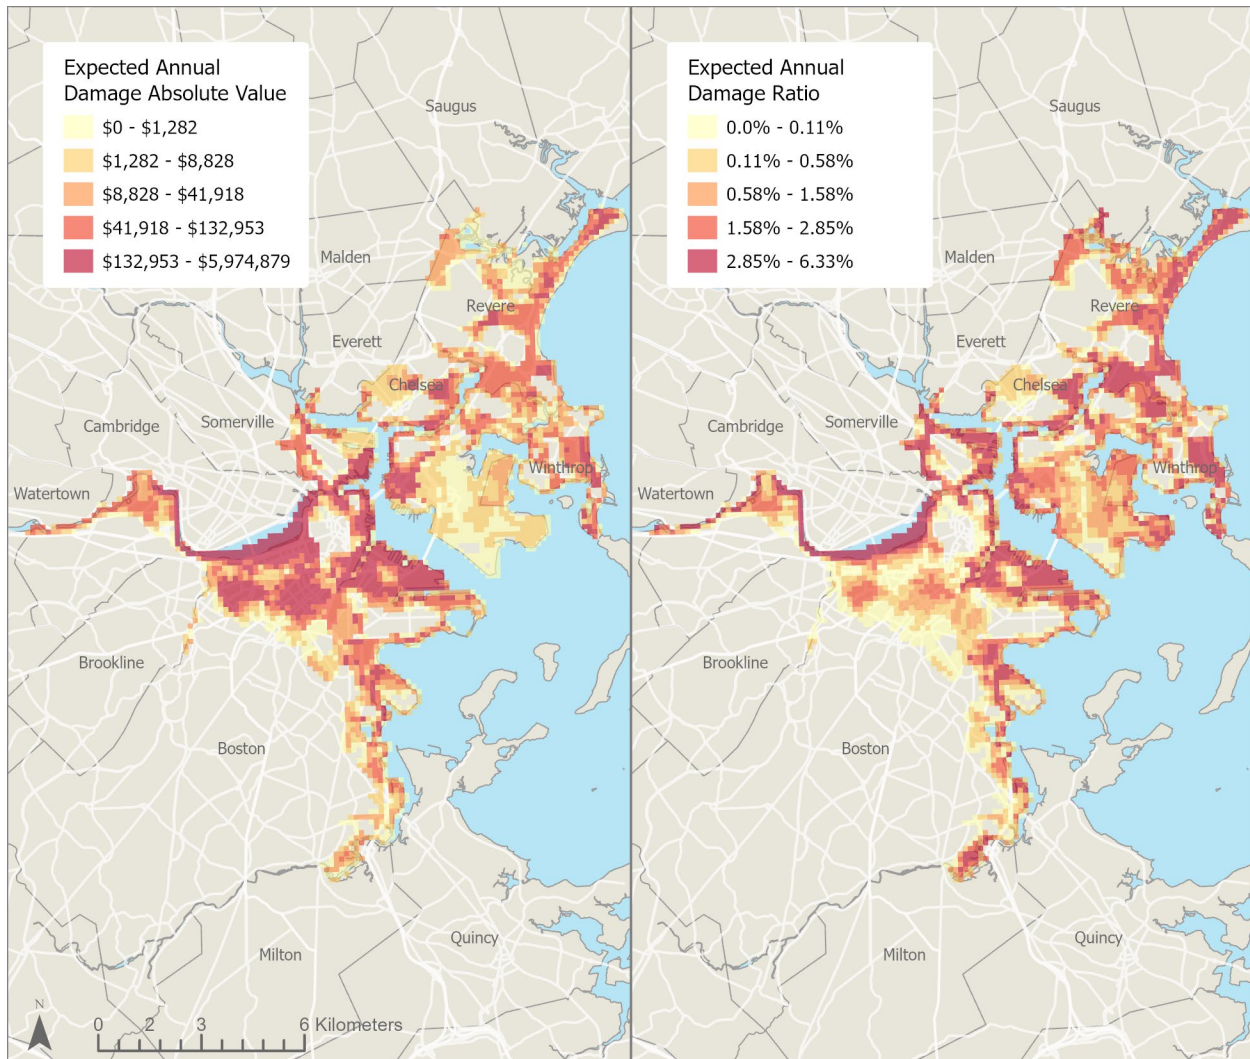 Expected Annual
Damage Absolute Value
$0 - $1,282
$1,282 - $8,828
$8,828 - $41,918
$41,918 - $132,953
$132,953 - $5,974,879
Saugus
Malden
Revere
Everett
Chelsea
Somerville
Cambridge
Winthrop
Watertown
Brookline
Boston
Quincy
Milton
N
0 2 3 6 Kilometers
Expected Annual
Damage Ratio
0.0% - 0.11%
0.11% - 0.58%
0.58% - 1.58%
1.58% - 2.85%
2.85% - 6.33%
Saugus
Malden
Revere
Everett
Chelsea
Somerville
Cambridge
Winthrop
Watertown
Brookline
Boston
Quincy
Milton